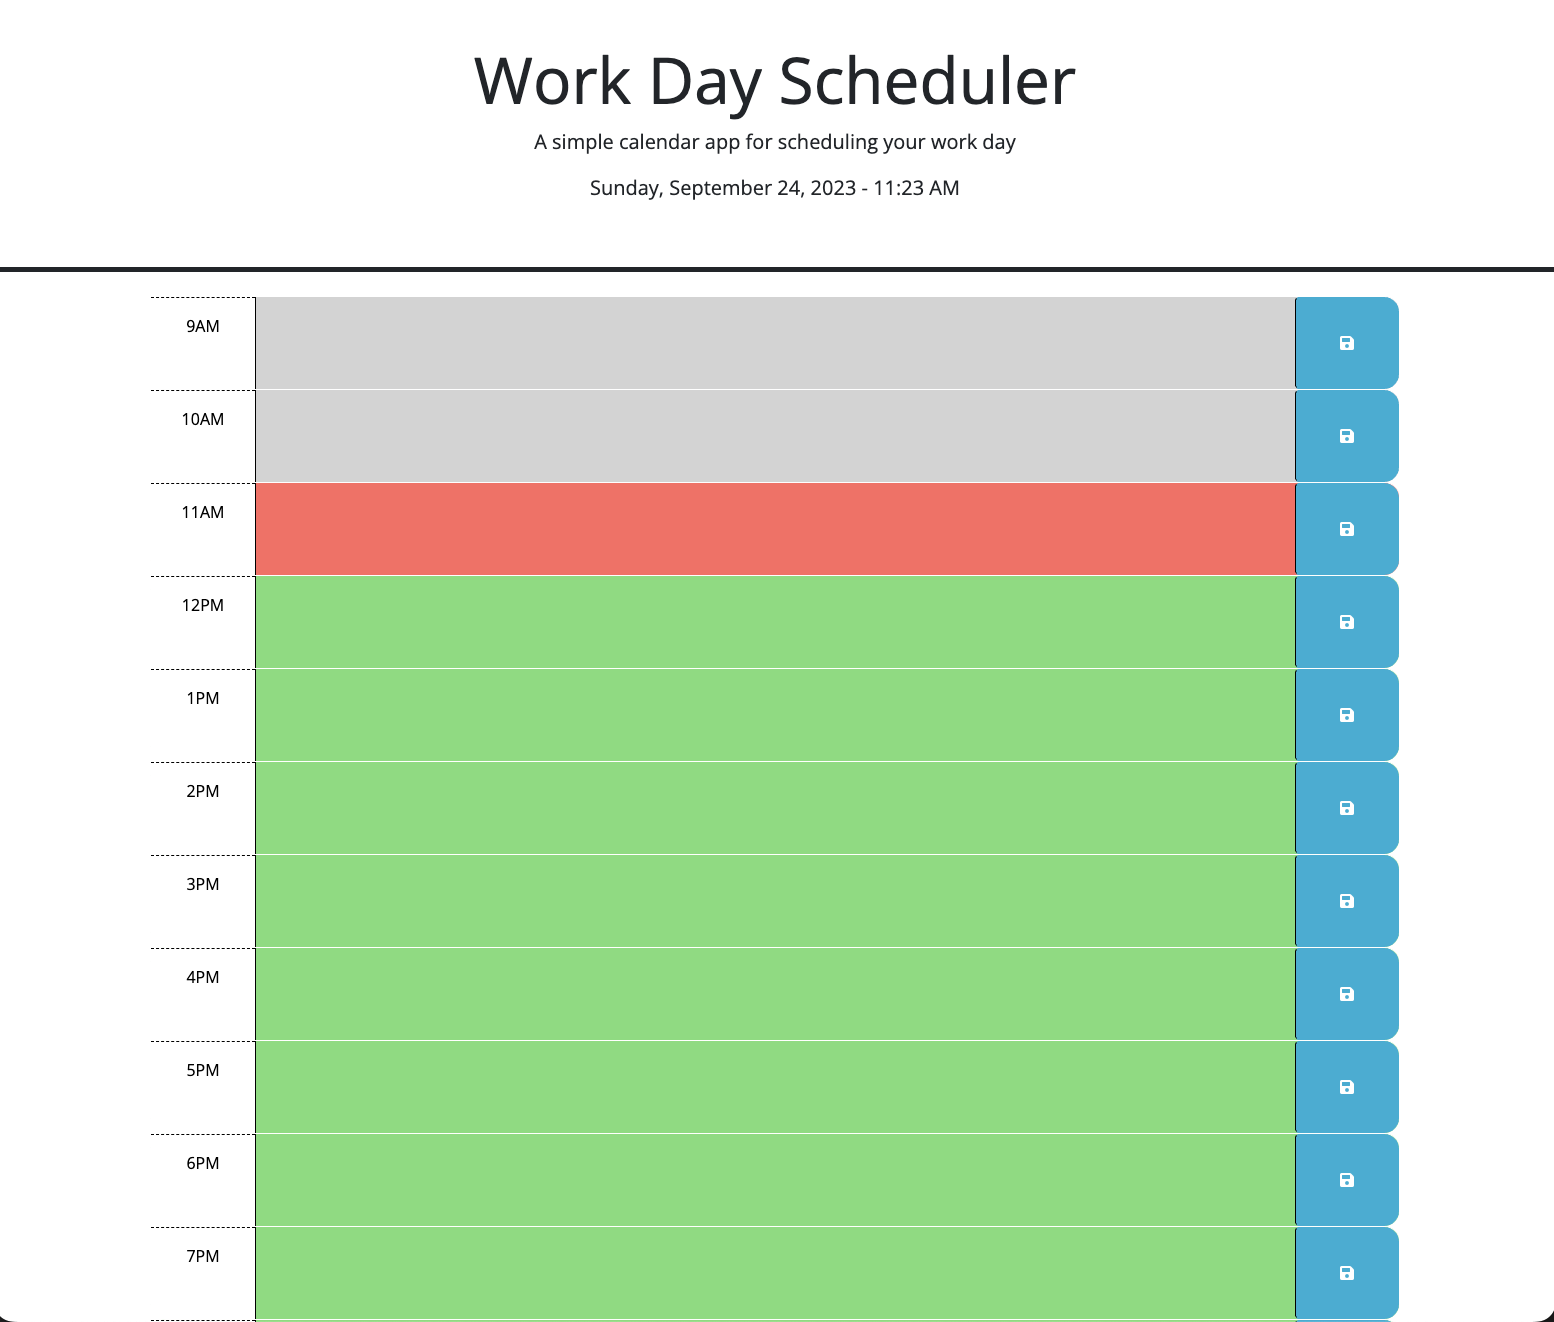 Work Day Scheduler
A simple calendar app for scheduling your work day
Sunday, September 24, 2023 - 11:23 AM
9AM
10AM
11AM
12PM
1PM
2PM
3PM
4PM
5PM
6PM
7PM